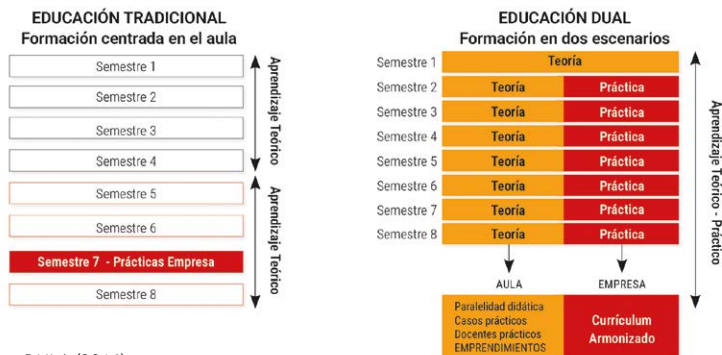 EDUCACIÓN TRADICIONAL
Formación centrada en el aula
Semestre 1
Semestre 2
Semestre 3
Semestre 4
Semestre 5
Semestre 6
Semestre 7 - Prácticas Empresa
Semestre 8
Aprendizaje Teórico
Aprendizaje Teórico
EDUCACIÓN DUAL
Formación en dos escenarios
Semestre 1 Teoría
Semestre 2 Teoría Práctica
Semestre 3 Teoría Práctica
Semestre 4 Teoría Práctica
Semestre 5 Teoría Práctica
Semestre 6 Teoría Práctica
Semestre 7 Teoría Práctica
Semestre 8 Teoría Práctica
Aprendizaje Teórico - Práctico
AULA EMPRESA
Paralelidad didática
Casos prácticos
Docentes prácticos
EMPRENDIMIENTOS
Currículum
Armonizado